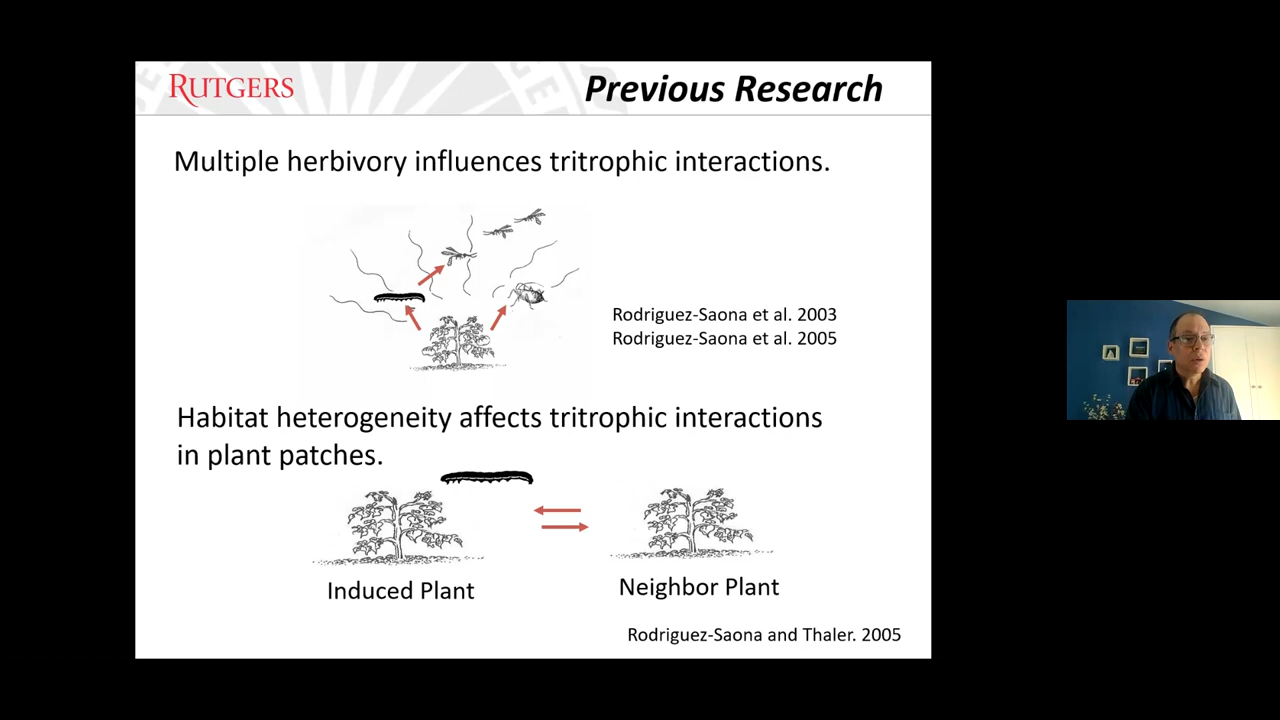 RUTGERS
Previous Research
Multiple herbivory influences tritrophic interactions.
Rodriguez-Saona et al. 2003
Rodriguez-Saona et al. 2005
Habitat heterogeneity affects tritrophic interactions
in plant patches.
Induced Plant
Neighbor Plant
Rodriguez-Saona and Thaler. 2005